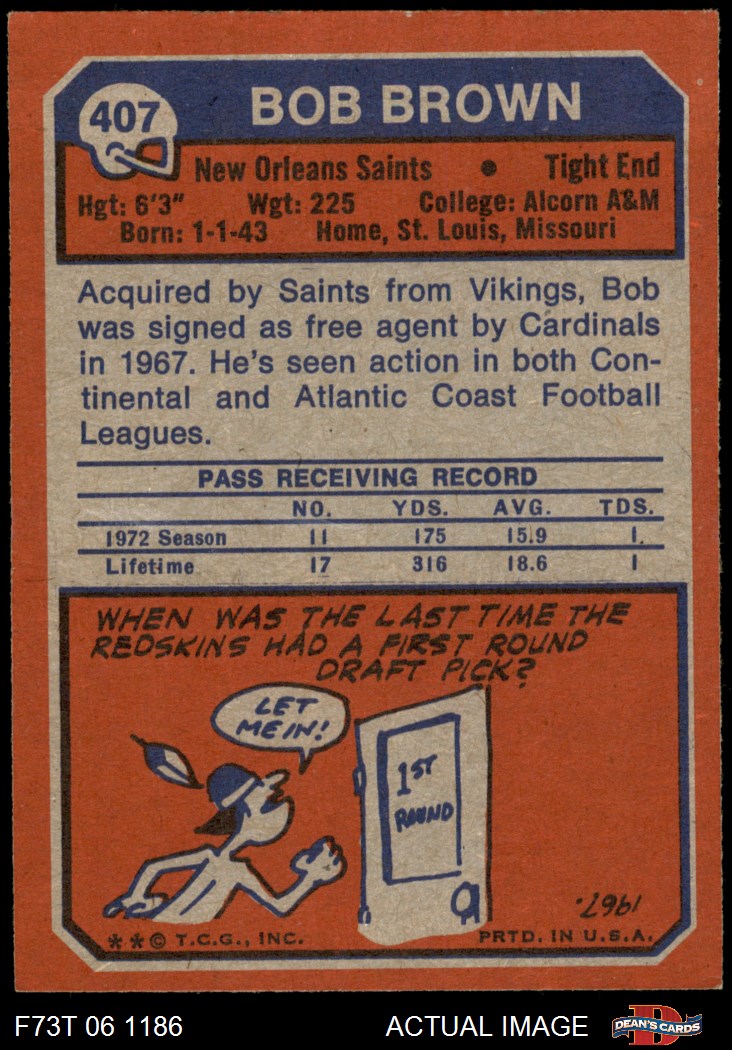 407
BOB BROWN
New Orleans Saints • Tight End
Hgt: 6'3" Wgt: 225 College: Alcorn A&M
Born: 1-1-43 Home, St. Louis, Missouri
Acquired by Saints from Vikings, Bob
was signed as free agent by Cardinals
in 1967. He's seen action in both Con-
tinental and Atlantic Coast Football
Leagues.
PASS RECEIVING RECORD
NO. YDS. AVG. TDS.
1972 Season 11 175 15.9 1.
Lifetime 17 316 18.6 1
WHEN WAS THE LAST TIME THE
REDSKINS HAD A FIRST ROUND
DRAFT PICK?
LET
ME IN!
1ST
ROUND
1967.
**© T.C.G., INC. PRTD. IN U.S.A.
F73T 06 1186 ACTUAL IMAGE
D
DEAN'S CARDS